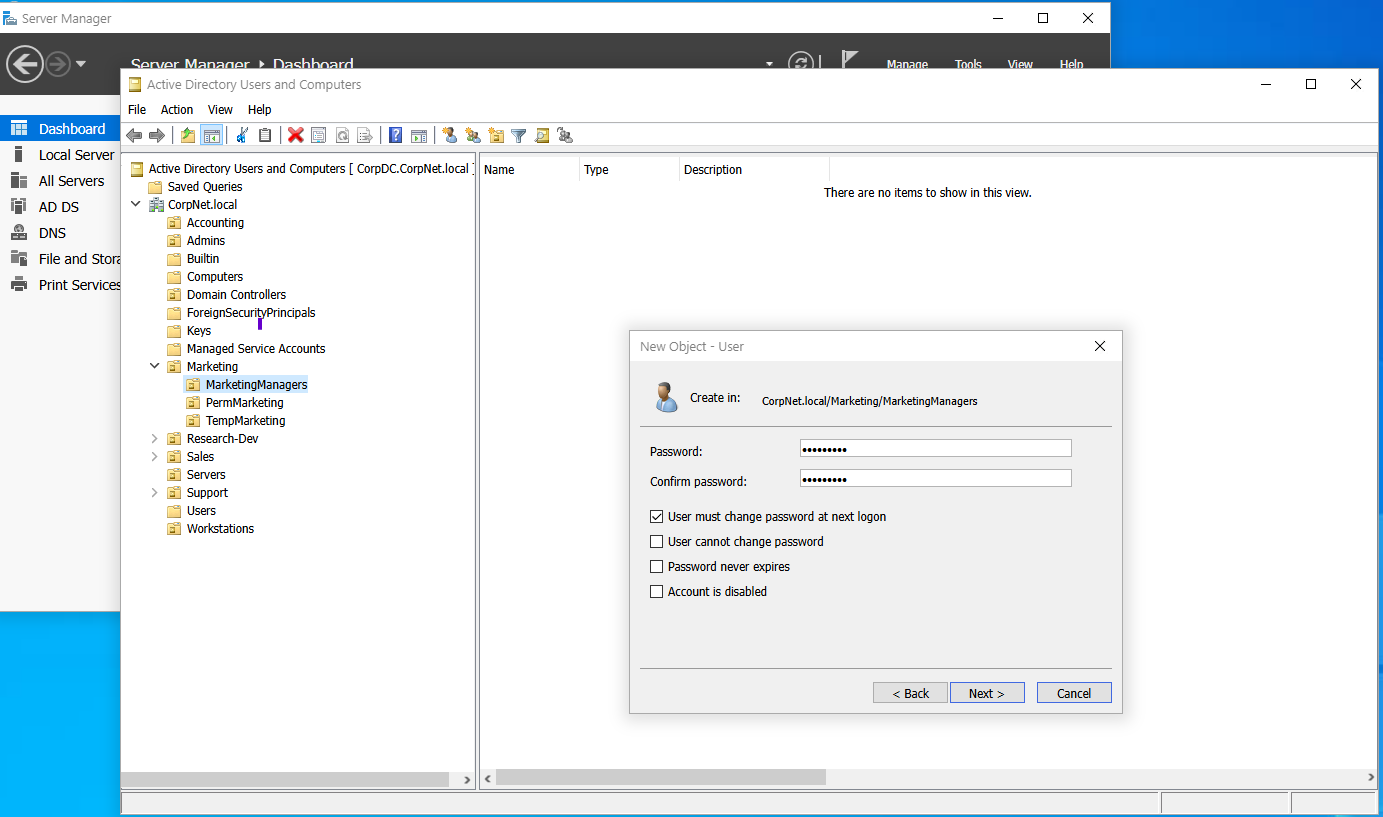 Server Manager
Server Manager Dashboard
Manage Tools View Help
Active Directory Users and Computers
File Action View Help
Dashboard
Local Server
All Servers
AD DS
DNS
File and Stora
Print Services
Active Directory Users and Computers [ CorpDC.CorpNet.local ]
Saved Queries
CorpNet.local
Accounting
Admins
Builtin
Computers
Domain Controllers
ForeignSecurityPrincipals
Keys
Managed Service Accounts
Marketing
MarketingManagers
PermMarketing
TempMarketing
Research-Dev
Sales
Servers
Support
Users
Workstations
Name Type Description
There are no items to show in this view.
New Object - User
Create in: CorpNet.local/Marketing/MarketingManagers
Password: •••••••••
Confirm password: •••••••••
User must change password at next logon
User cannot change password
Password never expires
Account is disabled
< Back Next > Cancel